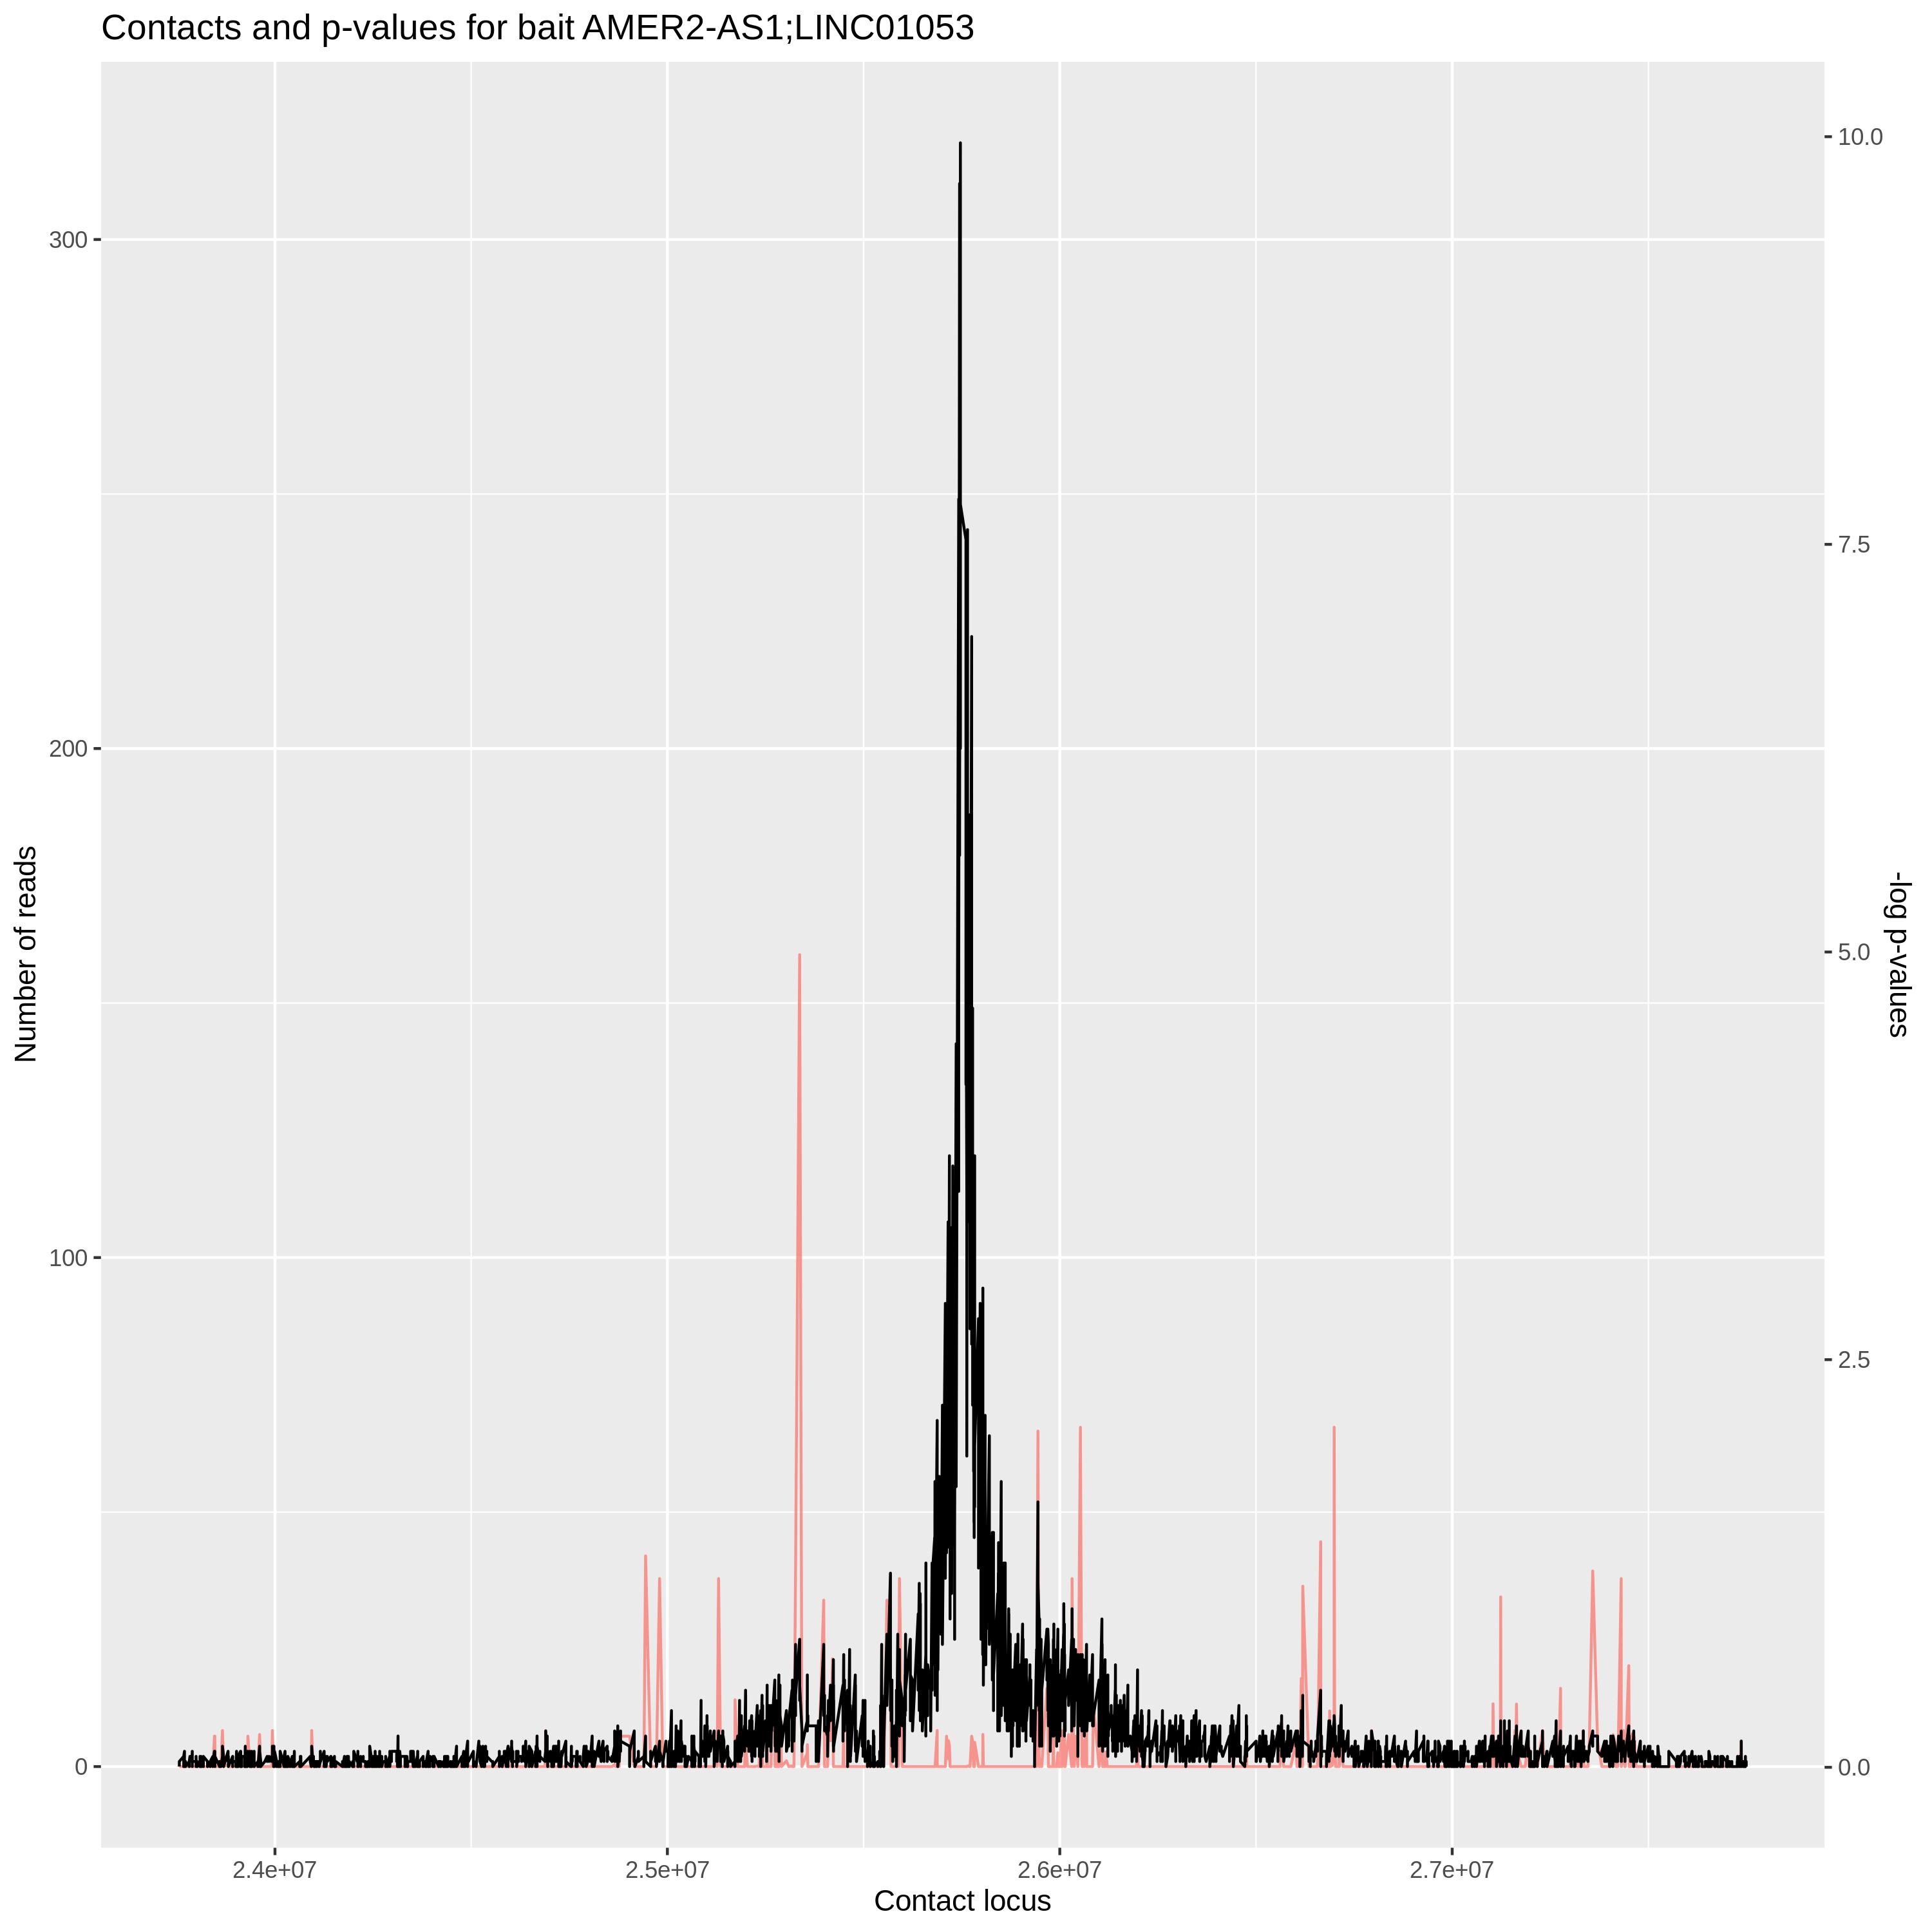 Contacts and p-values for bait AMER2-AS1;LINC01053
300
200
100
0
Number of reads
10.0
7.5
5.0
2.5
0.0
-log p-values
2.4e+07
2.5e+07
2.6e+07
2.7e+07
Contact locus